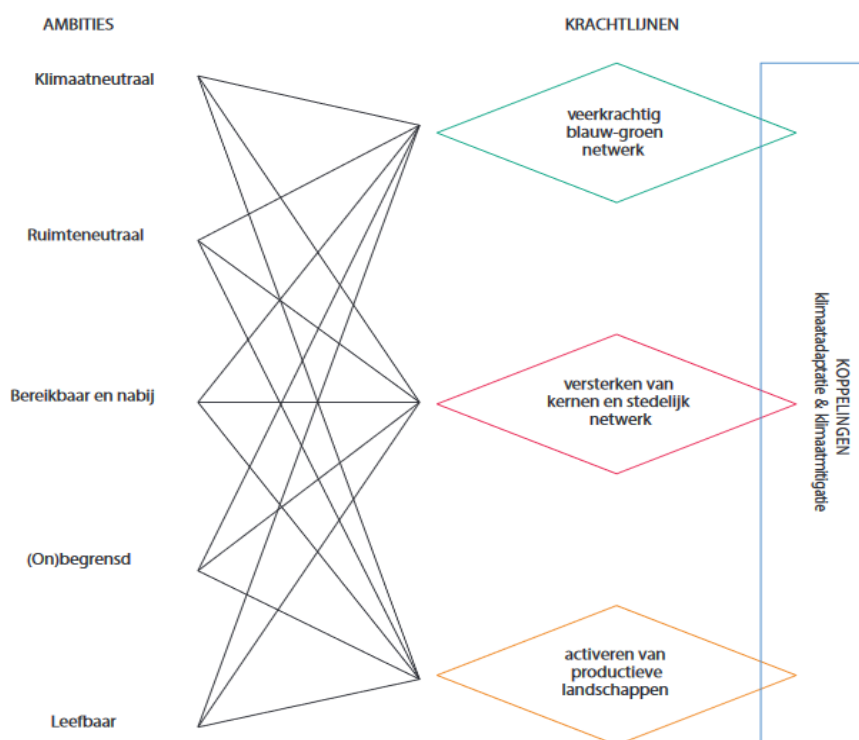 AMBITIES
KRACHTLIJNEN
Klimaatneutraal
veerkrachtig
blauw-groen
netwerk
Ruimteneutraal
Bereikbaar en nabij
versterken van
kernen en stedelijk
netwerk
(On)begrensd
activeren van
productieve
landschappen
Leefbaar
KOPPELINGEN
klimaatadaptatie & klimaatmitigatie